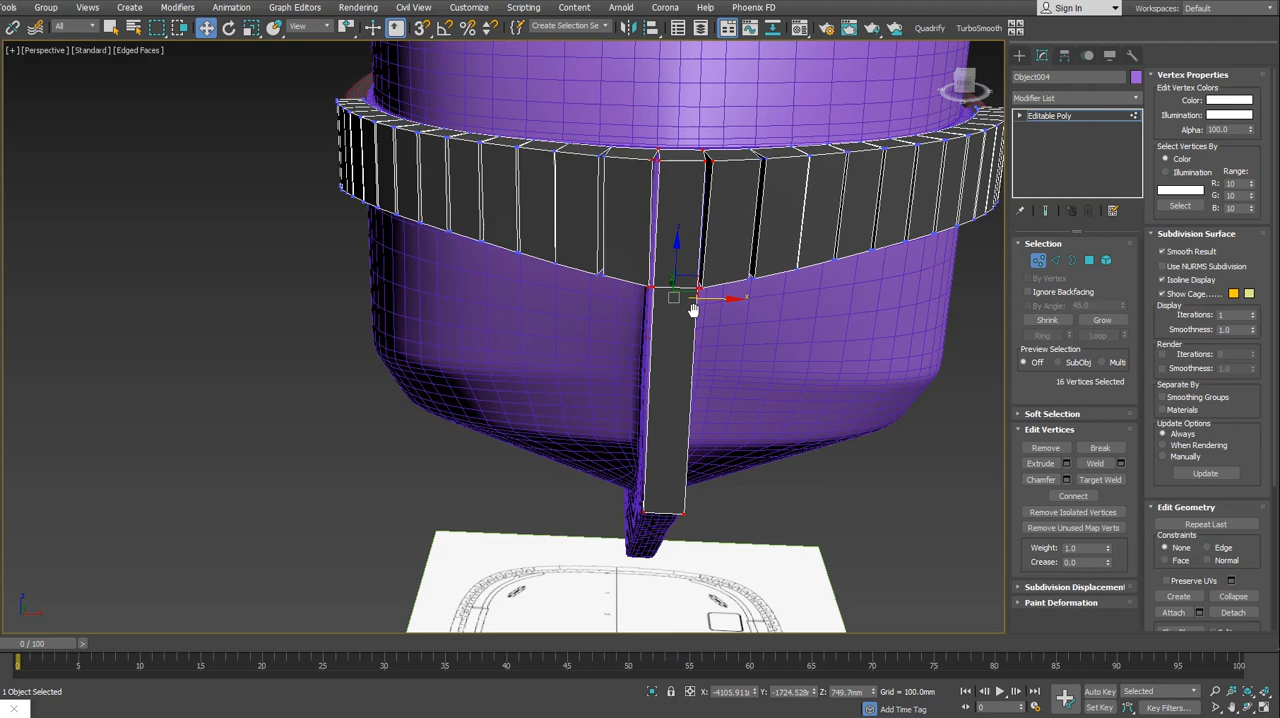 Tools Group Views Create Modifiers Animation Graph Editors Rendering Civil View Customize Scripting Content Arnold Corona Help Phoenix FD Sign In Workspaces: Default
All View Create Selection Se Quadrify TurboSmooth
[+] [Perspective] [Standard] [Edged Faces]
Object004
Modifier List
Editable Poly
Selection
By Vertex
Ignore Backfacing
By Angle: 45.0
Shrink Grow
Ring Loop
Preview Selection
Off SubObj Multi
16 Vertices Selected
Soft Selection
Edit Vertices
Remove Break
Extrude Weld
Chamfer Target Weld
Connect
Remove Isolated Vertices
Remove Unused Map Verts
Weight: 1.0
Crease: 0.0
Subdivision Displacemen
Paint Deformation
Vertex Properties
Edit Vertex Colors
Color:
Illumination:
Alpha: 100.0
Select Vertices By
Color
Illumination Range:
R: 10
G: 10
Select B: 10
Subdivision Surface
Smooth Result
Use NURMS Subdivision
Isoline Display
Show Cage......
Display
Iterations: 1
Smoothness: 1.0
Render
Iterations: 0
Smoothness: 1.0
Separate By
Smoothing Groups
Materials
Update Options
Always
When Rendering
Manually
Update
Edit Geometry
Repeat Last
Constraints
None Edge
Face Normal
Preserve UVs
Create Collapse
Attach Detach
x
z
0 / 100 >
0 5 10 15 20 25 30 35 40 45 50 55 60 65 70 75 80 85 90 95 100
1 Object Selected X: -4105.911m Y: -1724.528m Z: 749.7mm Grid = 100.0mm Auto Key Selected
Add Time Tag 0 Set Key Key Filters...